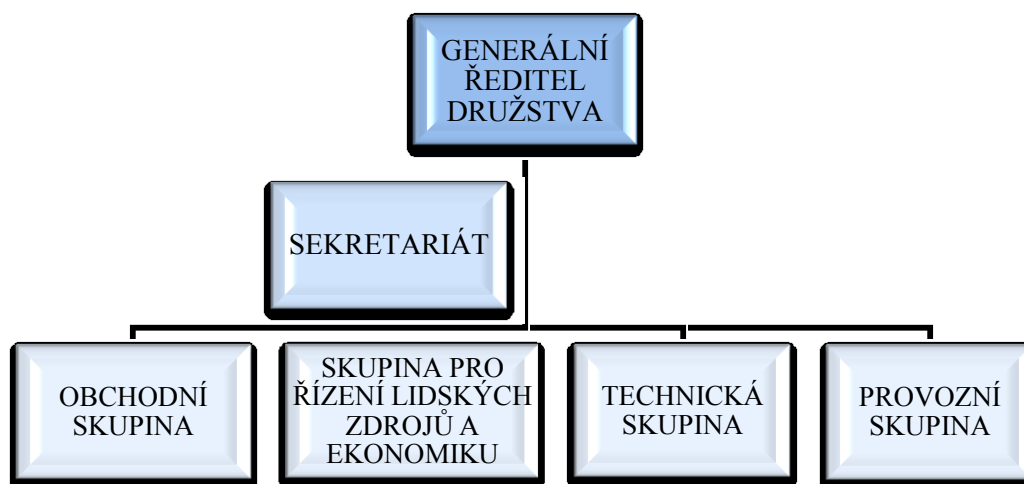 GENERÁLNÍ
ŘEDITEL
DRUŽSTVA
SEKRETARIÁT
OBCHODNÍ
SKUPINA
SKUPINA PRO
ŘÍZENÍ LIDSKÝCH
ZDROJŮ A
EKONOMIKU
TECHNICKÁ
SKUPINA
PROVOZNÍ
SKUPINA